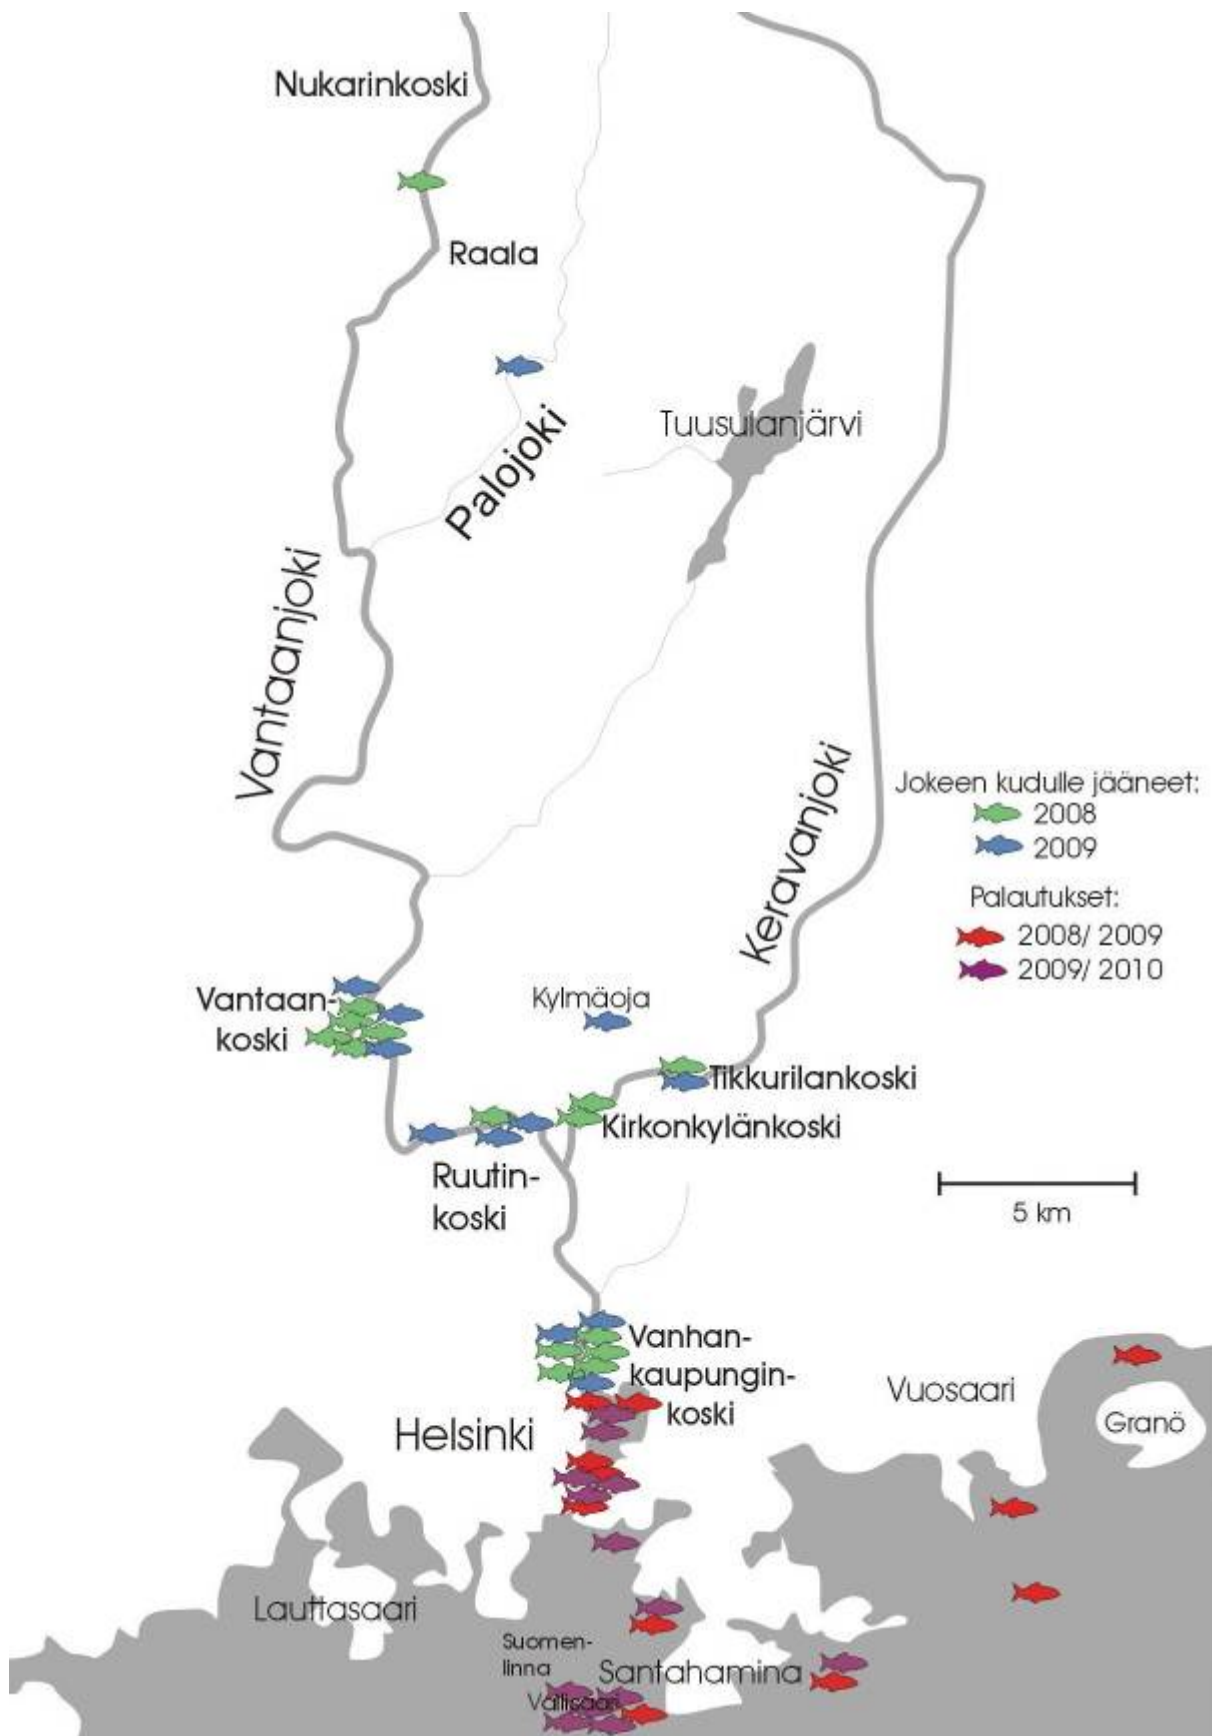 Nukarinkoski
Raala
Palojoki
Tuusulanjärvi
Vantaanjoki
Keravanjoki
Jokeen kudulle jääneet:
2008
2009
Palautukset:
2008/ 2009
2009/ 2010
Vantaan-
koski
Kylmäoja
Tikkurilankoski
Kirkonkylänkoski
Ruutin-
koski
5 km
Vanhan-
kaupungin-
koski
Vuosaari
Granö
Helsinki
Lauttasaari
Suomen-
linna
Santahamina
Vallisaari